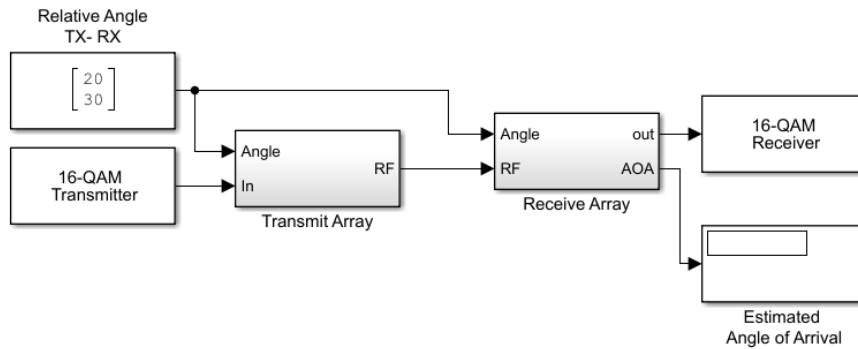 Relative Angle
TX- RX
20
30
16-QAM
Transmitter
Angle
In
RF
Transmit Array
Angle
RF
out
AOA
Receive Array
16-QAM
Receiver
Estimated
Angle of Arrival